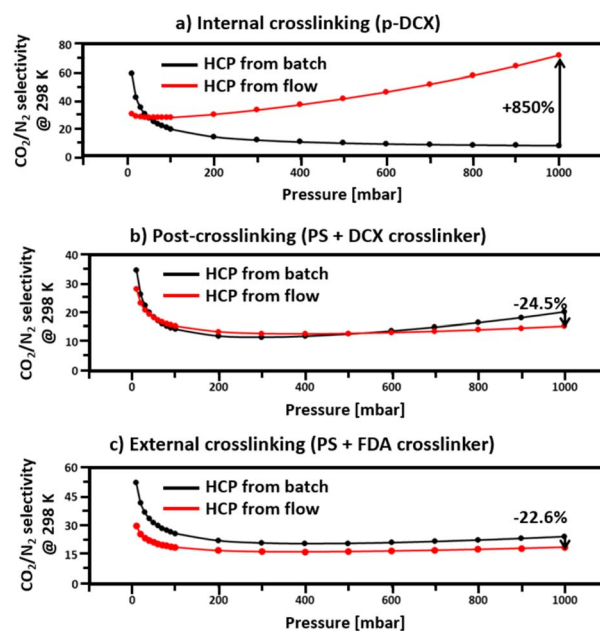 a) Internal crosslinking (p-DCX)
CO2/N2 selectivity
@ 298 K
80
60
40
20
0
HCP from batch
HCP from flow
+850%
0 200 400 600 800 1000
Pressure [mbar]
b) Post-crosslinking (PS + DCX crosslinker)
CO2/N2 selectivity
@ 298 K
40
30
20
10
0
HCP from batch
HCP from flow
-24.5%
0 200 400 600 800 1000
Pressure [mbar]
c) External crosslinking (PS + FDA crosslinker)
CO2/N2 selectivity
@ 298 K
60
45
30
15
0
HCP from batch
HCP from flow
-22.6%
0 200 400 600 800 1000
Pressure [mbar]